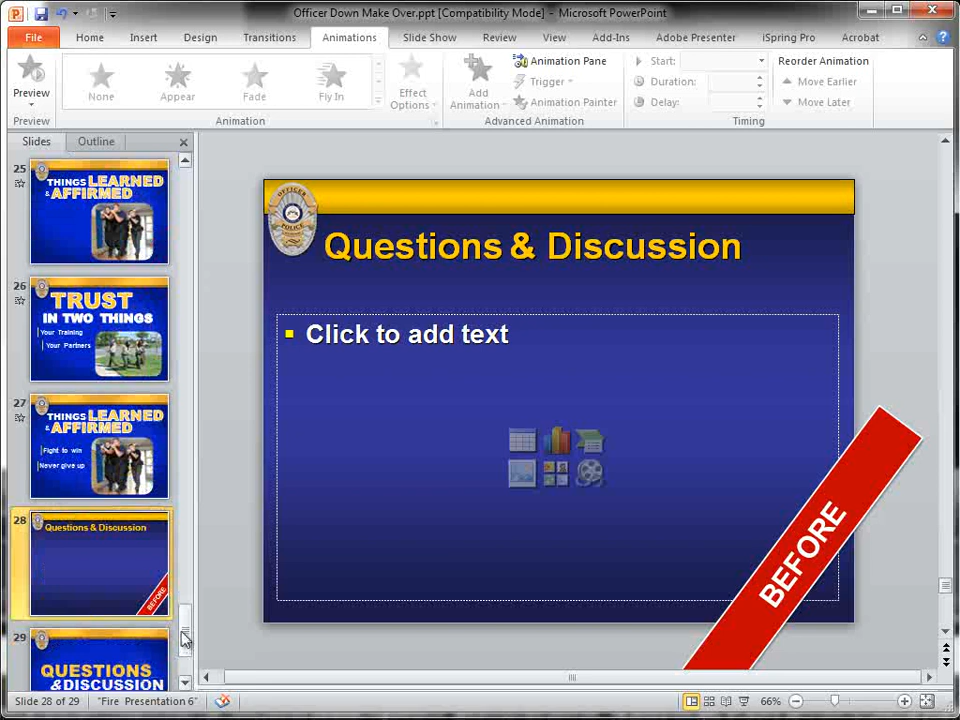 Officer Down Make Over.ppt [Compatibility Mode] - Microsoft PowerPoint
File Home Insert Design Transitions Animations Slide Show Review View Add-Ins Adobe Presenter iSpring Pro Acrobat
Preview
None
Appear
Fade
Fly In
Effect
Options
Add
Animation
Animation Pane
Trigger
Animation Painter
Start:
Duration:
Delay:
Reorder Animation
Move Earlier
Move Later
Preview
Animation
Advanced Animation
Timing
Slides Outline
25
THINGS LEARNED
& AFFIRMED
26
TRUST
IN TWO THINGS
Your Training
Your Partners
27
THINGS LEARNED
& AFFIRMED
Fight to win
Never give up
28
Questions & Discussion
BEFORE
29
QUESTIONS
&DISCUSSION
OFFICER
POLICE
Questions & Discussion
Click to add text
BEFORE
Slide 28 of 29
"Fire Presentation 6"
66%